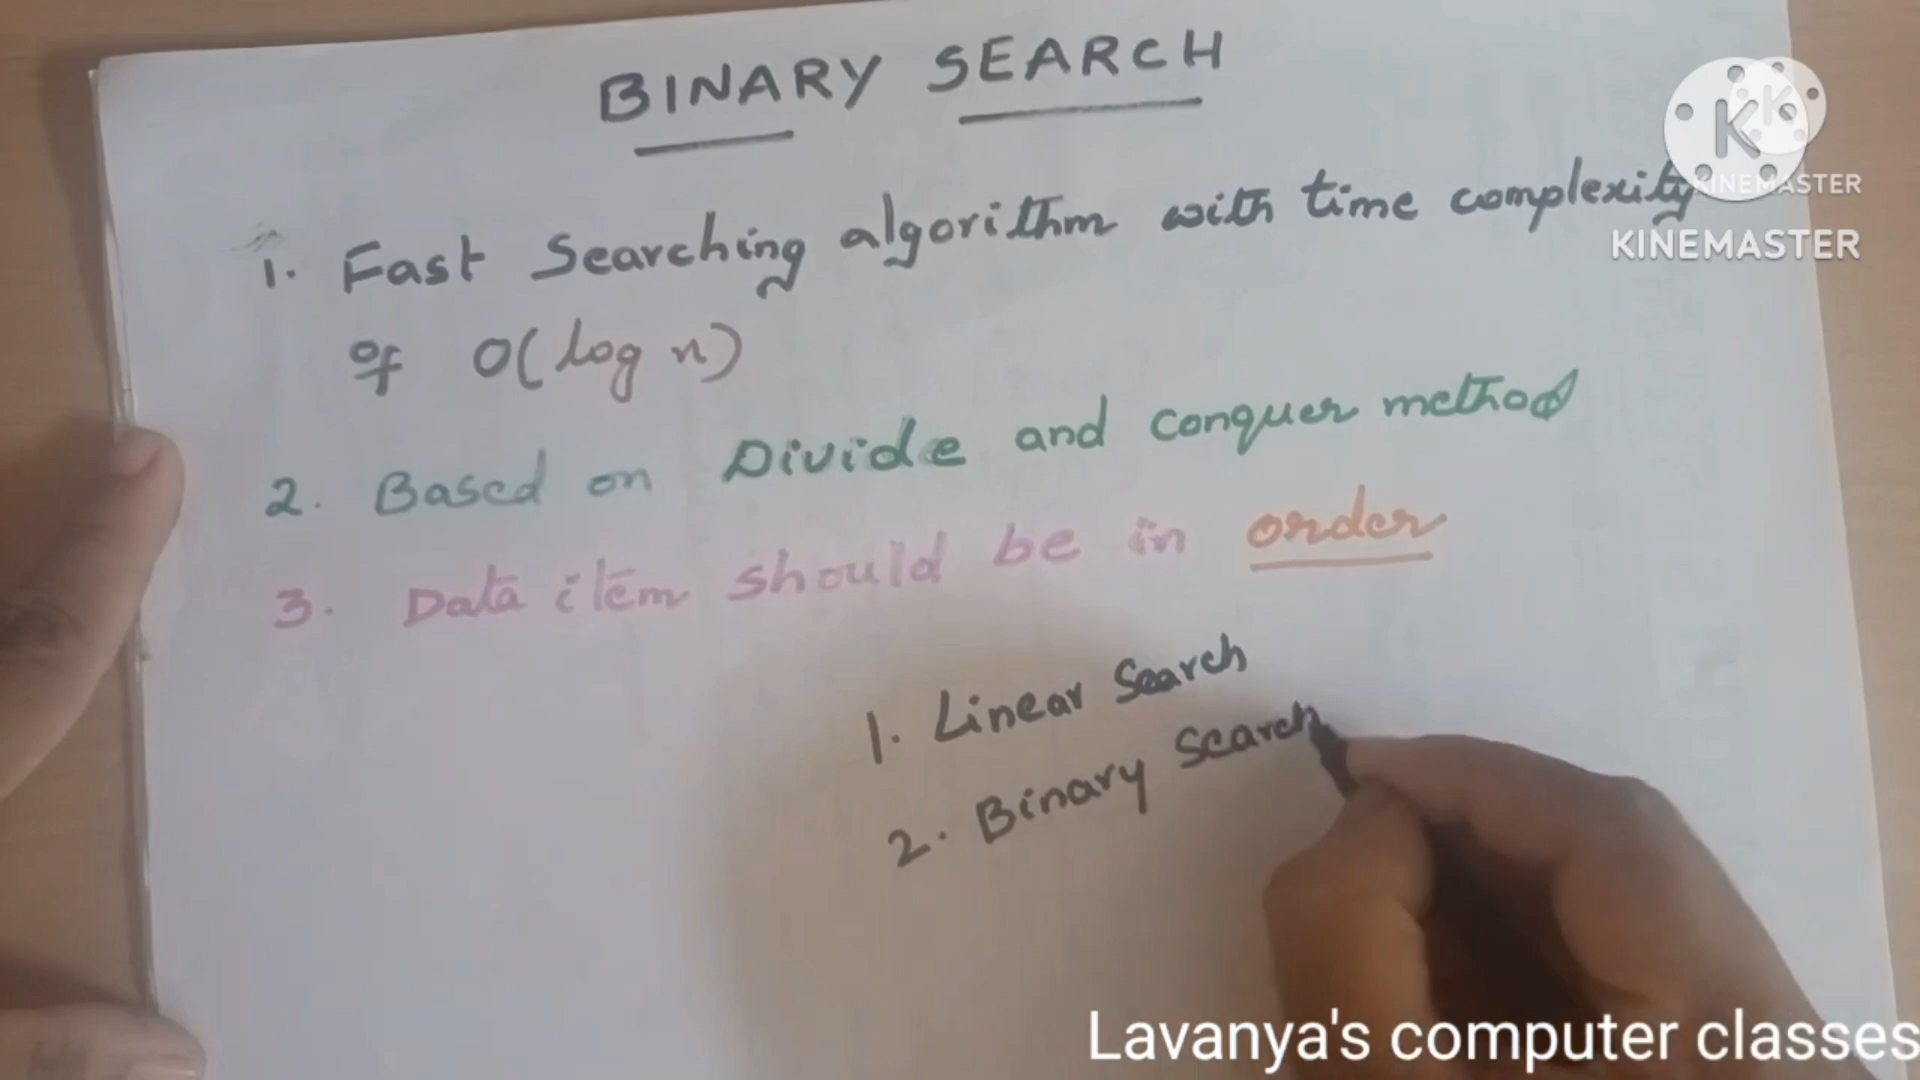 BINARY SEARCH
1. Fast Searching algorithm with time complexity
of O(log n)
2. Based on Divide and conquer method
3. Data item should be in order
1. Linear Search
2. Binary Search
KINEMASTER
KINEMASTER
Lavanya's computer classes